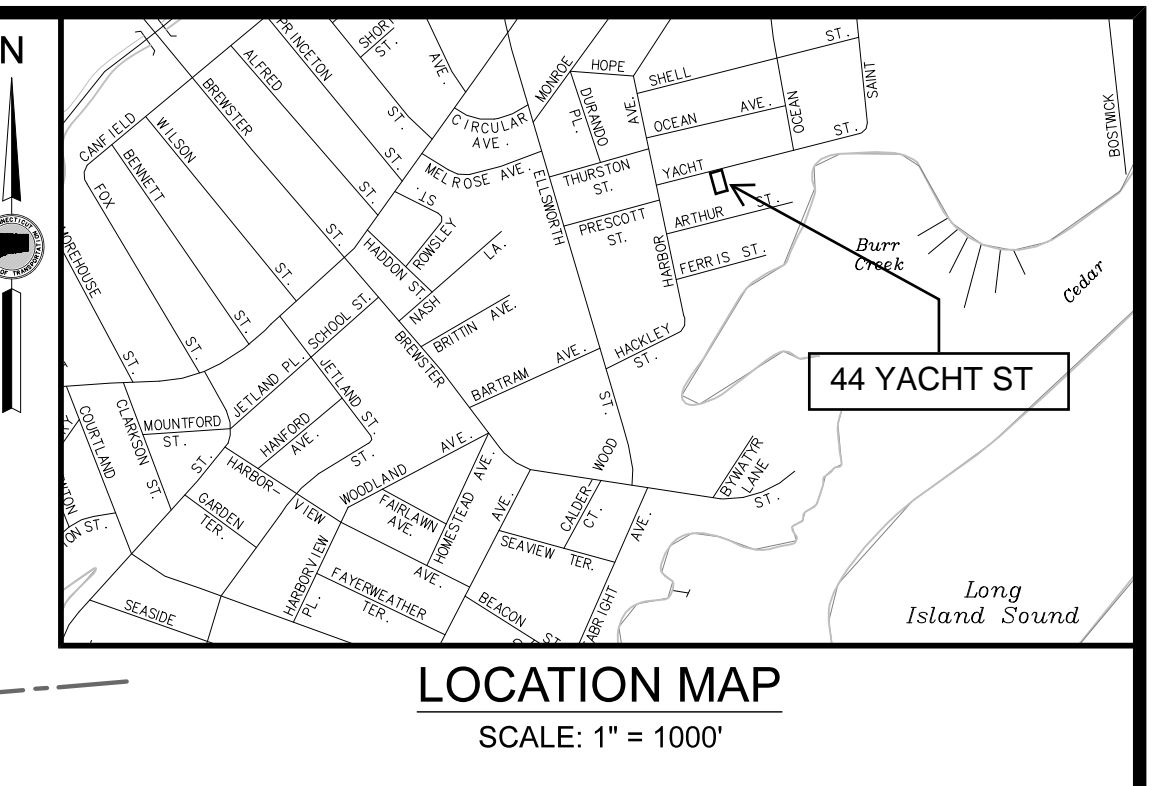 N
SHORT
ST.
PRINCETON
ST.
AVE.
ALFRED
ST.
BREWSTER
ST.
CANFIELD
WILSON
ST.
BENNETT
ST.
FOX
ST.
MOREHOUSE
ST.
CIRCULAR
AVE.
MONROE
HOPE
DURANDO
PL.
AVE.
SHELL
ST.
OCEAN AVE.
OCEAN
ST.
SAINT
BOSTWICK
MELROSE AVE.
ELLSWORTH
THURSTON
ST.
YACHT
PRESCOTT
ST.
ARTHUR ST.
HARBOR
FERRIS ST.
ROWSLEY
ST.
HADDON ST.
NASH LA.
Burr
Creek
Cedar
SCHOOL ST.
BREWSTER
BRITTIN AVE.
HACKLEY
ST.
BARTRAM AVE.
ST.
44 YACHT ST
JETLAND PL.
JETLAND ST.
COURTLAND
CLARKSON ST.
MOUNTFORD
ST.
HANFORD
AVE.
ST.
ST.
HARBOR-
VIEW
AVE.
WOODLAND AVE.
WOOD
BYWATYR
LANE
ST.
GARDEN
TER.
FAIRLAWN
AVE.
HOMESTEAD AVE.
AVE.
CALDER-
CT.
AVE.
SEAVIEW TER.
HARBORVIEW
PL.
FAYERWEATHER
TER.
BEACON
ST.
SEASIDE
Long
Island Sound
LOCATION MAP
SCALE: 1" = 1000'